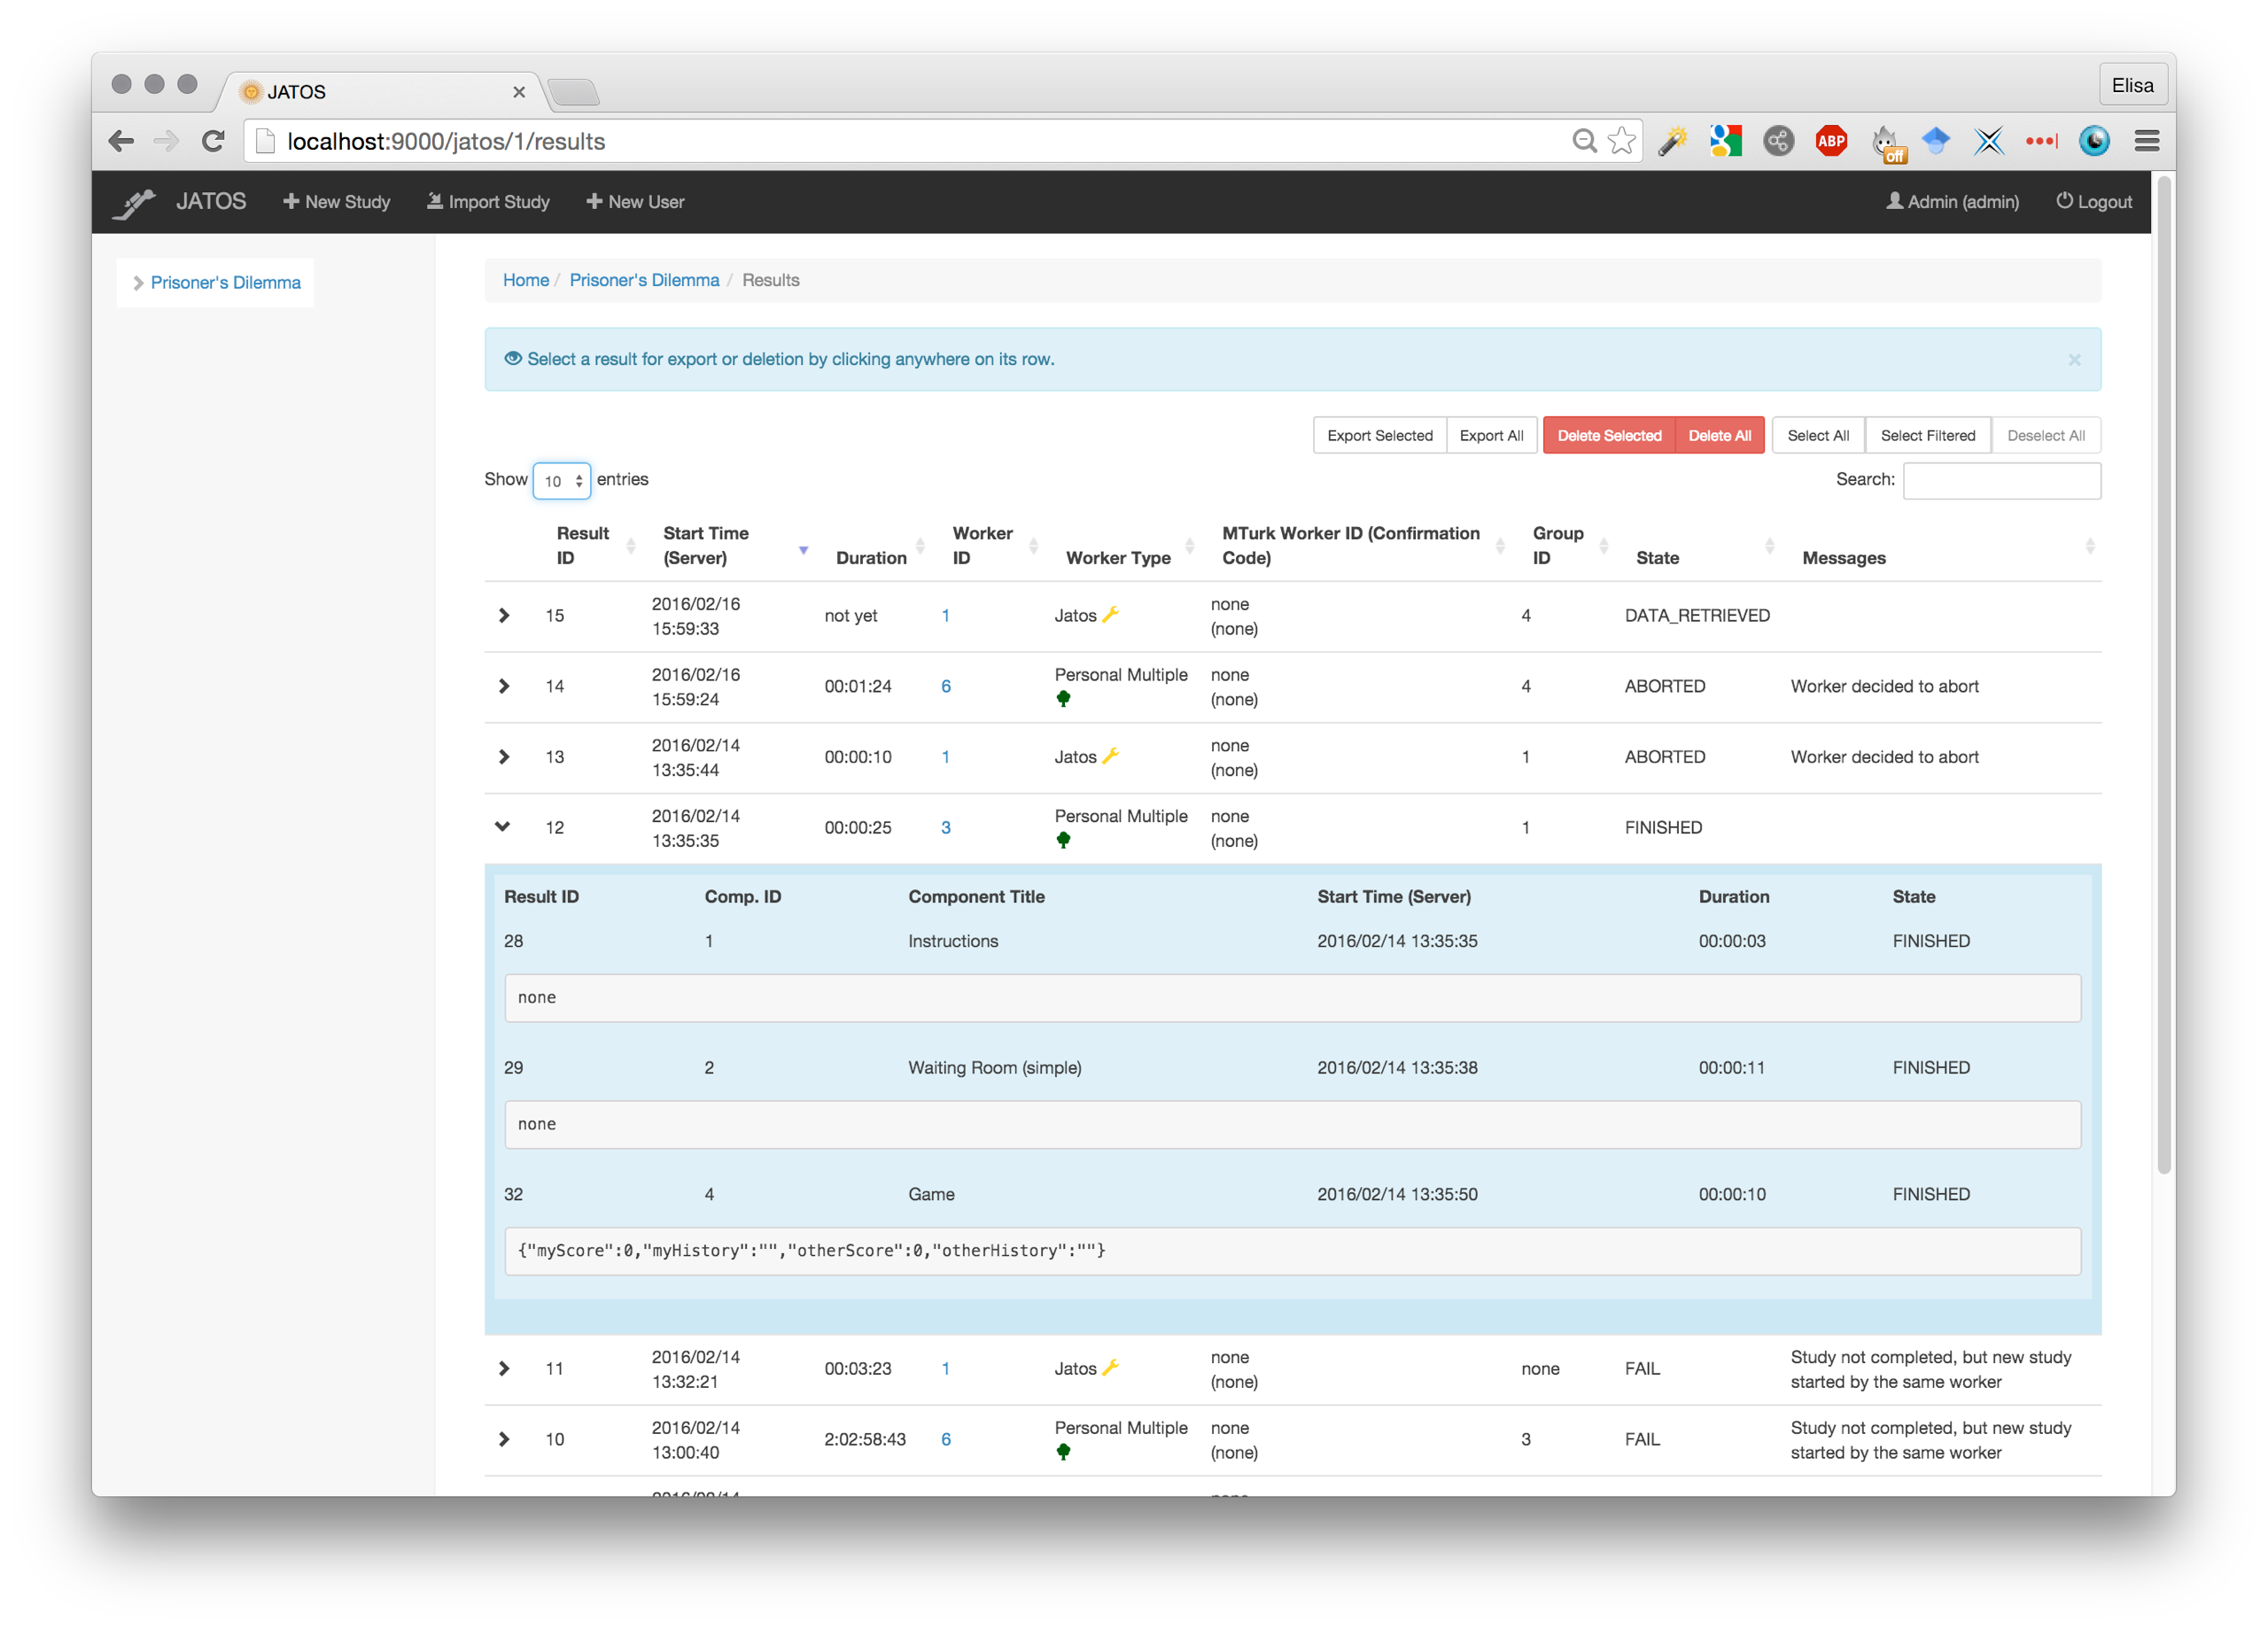 JATOS
Elisa
localhost:9000/jatos/1/results
ABP
off
JATOS New Study Import Study New User Admin (admin) Logout
Prisoner's Dilemma
Home / Prisoner's Dilemma / Results
Select a result for export or deletion by clicking anywhere on its row.
Export Selected Export All Delete Selected Delete All Select All Select Filtered Deselect All
Show 10 entries Search:
Result ID Start Time (Server) Duration Worker ID Worker Type MTurk Worker ID (Confirmation Code) Group ID State Messages
15 2016/02/16 15:59:33 not yet 1 Jatos none (none) 4 DATA_RETRIEVED
14 2016/02/16 15:59:24 00:01:24 6 Personal Multiple none (none) 4 ABORTED Worker decided to abort
13 2016/02/14 13:35:44 00:00:10 1 Jatos none (none) 1 ABORTED Worker decided to abort
12 2016/02/14 13:35:35 00:00:25 3 Personal Multiple none (none) 1 FINISHED
Result ID Comp. ID Component Title Start Time (Server) Duration State
28 1 Instructions 2016/02/14 13:35:35 00:00:03 FINISHED
none
29 2 Waiting Room (simple) 2016/02/14 13:35:38 00:00:11 FINISHED
none
32 4 Game 2016/02/14 13:35:50 00:00:10 FINISHED
{"myScore":0,"myHistory":"","otherScore":0,"otherHistory":""}
11 2016/02/14 13:32:21 00:03:23 1 Jatos none (none) none FAIL Study not completed, but new study started by the same worker
10 2016/02/14 13:00:40 2:02:58:43 6 Personal Multiple none (none) 3 FAIL Study not completed, but new study started by the same worker